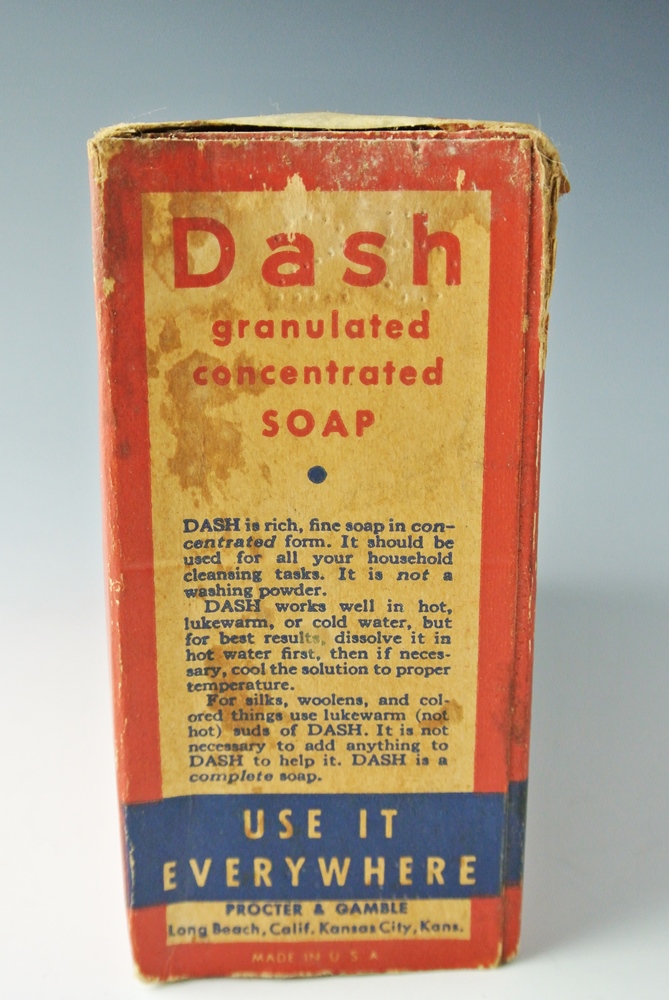 Dash
granulated
concentrated
SOAP
DASH is rich, fine soap in con-
centrated form. It should be
used for all your household
cleansing tasks. It is not a
washing powder.
DASH works well in hot,
lukewarm, or cold water, but
for best results, dissolve it in
hot water first, then if neces-
sary, cool the solution to proper
temperature.
For silks, woolens, and col-
ored things use lukewarm (not
hot) suds of DASH. It is not
necessary to add anything to
DASH to help it. DASH is a
complete soap.
USE IT
EVERYWHERE
PROCTER & GAMBLE
Long Beach, Calif. Kansas City, Kans.
MADE IN U S A